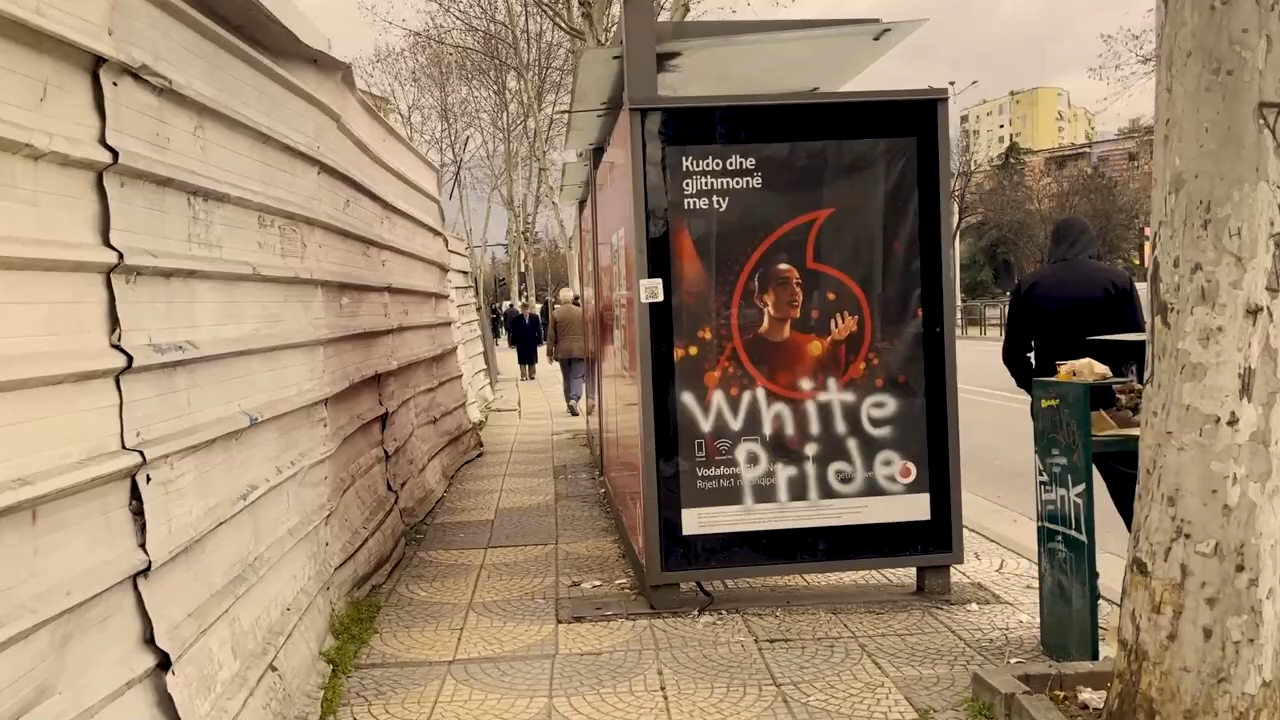 Kudo dhe
gjithmonë
me ty
White
Pride
Vodafone
Rrjeti Nr.1